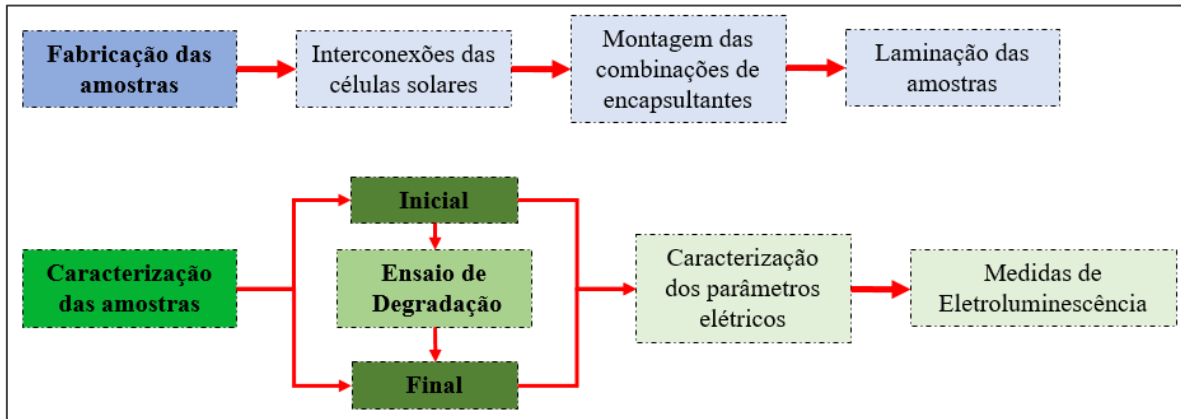 Fabricação das
amostras
Interconexões das
células solares
Montagem das
combinações de
encapsultantes
Laminação das
amostras
Caracterização
das amostras
Inicial
Ensaio de
Degradação
Final
Caracterização
dos parâmetros
elétricos
Medidas de
Eletroluminescência